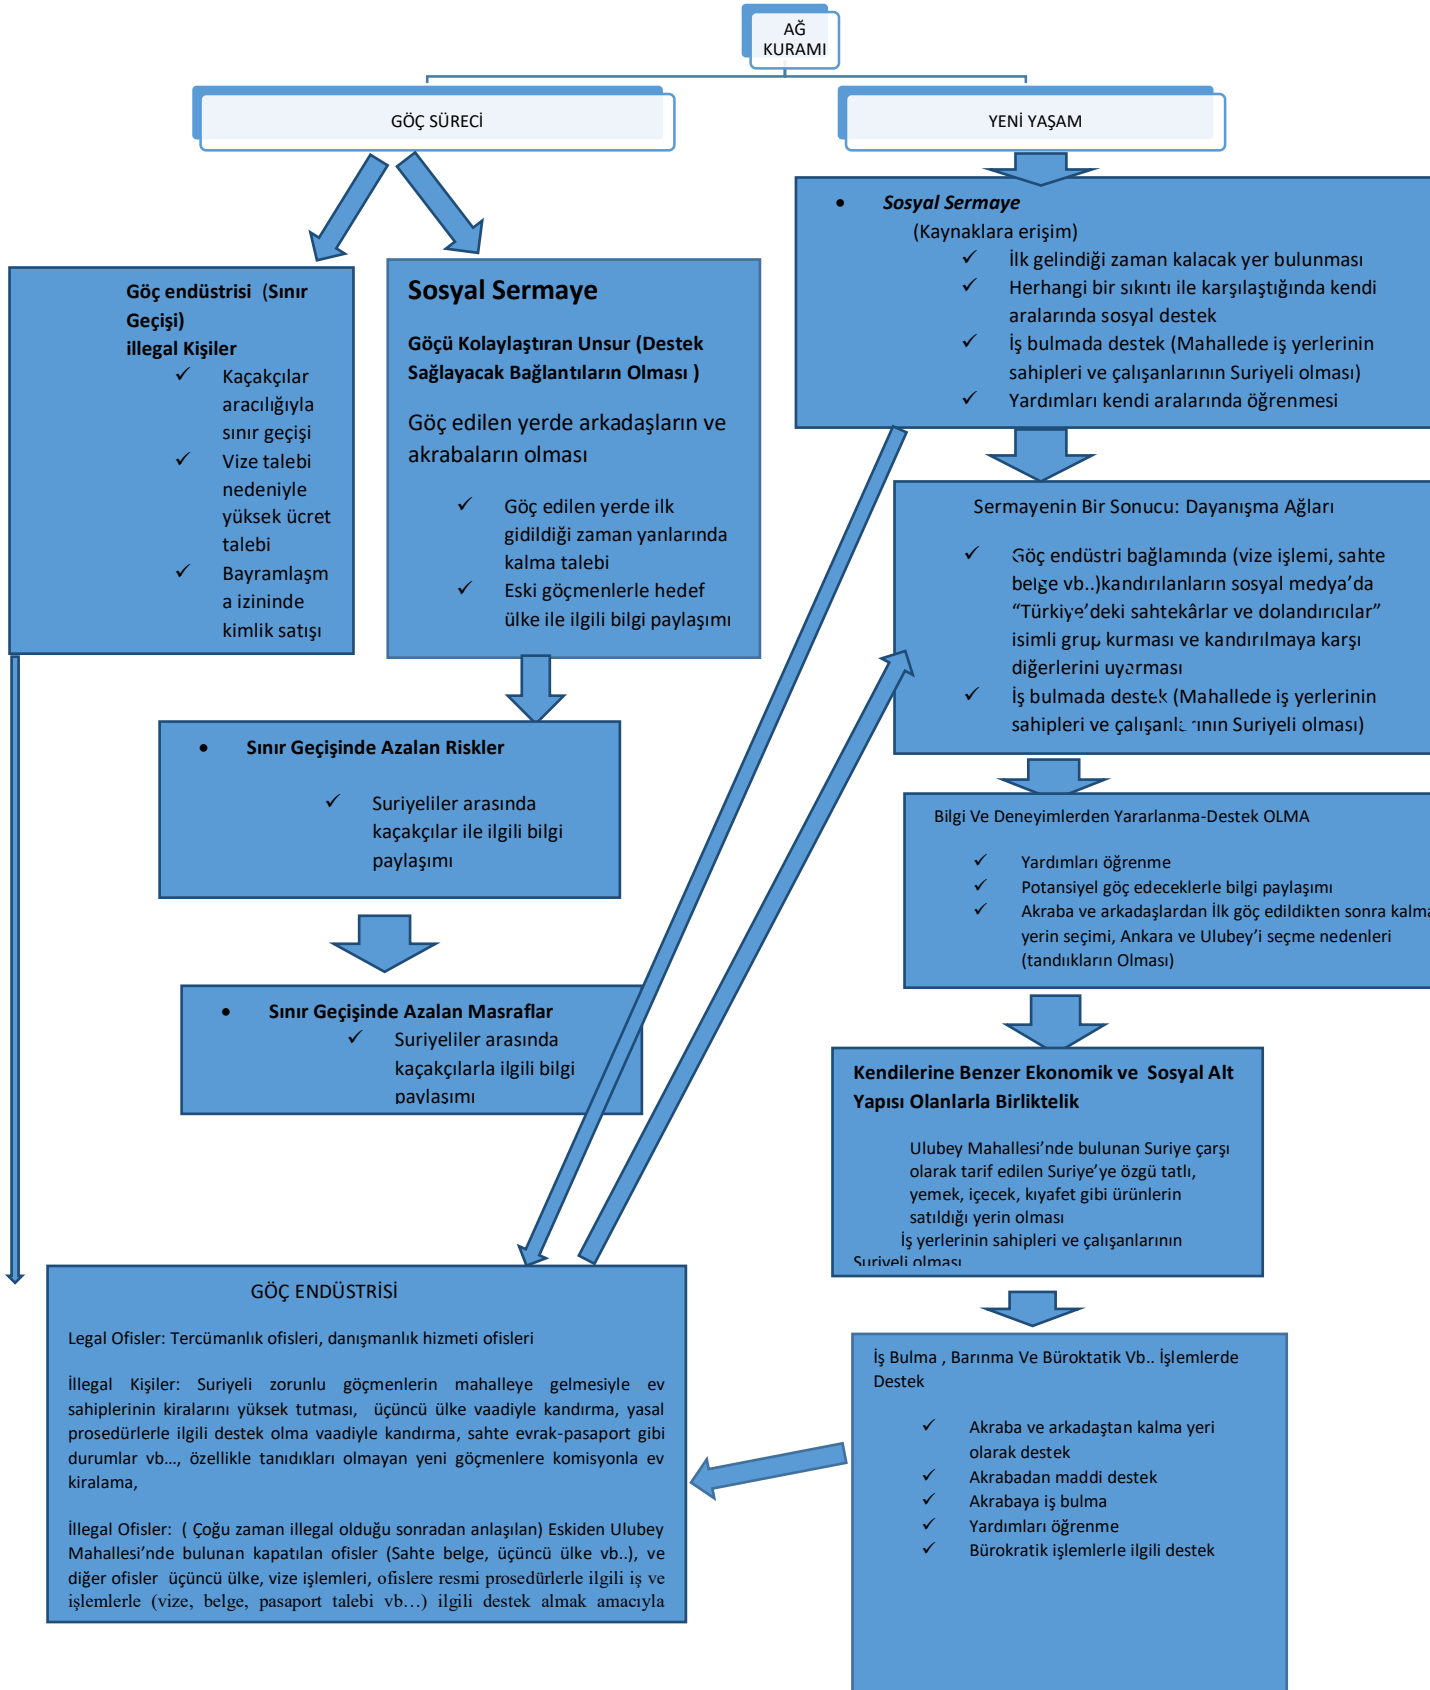 AĞ
KURAMI
GÖÇ SÜRECİ
YENİ YAŞAM
Göç endüstrisi (Sınır
Geçişi)
illegal Kişiler
✓ Kaçakçılar
aracılığıyla
sınır geçişi
✓ Vize talebi
nedeniyle
yüksek ücret
talebi
✓ Bayramlaşm
a izininde
kimlik satışı
Sosyal Sermaye
Göçü Kolaylaştıran Unsur (Destek
Sağlayacak Bağlantıların Olması )
Göç edilen yerde arkadaşların ve
akrabaların olması
✓ Göç edilen yerde ilk
gidildiği zaman yanlarında
kalma talebi
✓ Eski göçmenlerle hedef
ülke ile ilgili bilgi paylaşımı
• Sınır Geçişinde Azalan Riskler
✓ Suriyeliler arasında
kaçakçılar ile ilgili bilgi
paylaşımı
• Sınır Geçişinde Azalan Masraflar
✓ Suriyeliler arasında
kaçakçılarla ilgili bilgi
paylaşımı
• Sosyal Sermaye
(Kaynaklara erişim)
✓ İlk gelindiği zaman kalacak yer bulunması
✓ Herhangi bir sıkıntı ile karşılaştığında kendi
aralarında sosyal destek
✓ İş bulmada destek (Mahallede iş yerlerinin
sahipleri ve çalışanlarının Suriyeli olması)
✓ Yardımları kendi aralarında öğrenmesi
Sermayenin Bir Sonucu: Dayanışma Ağları
✓ Göç endüstri bağlamında (vize işlemi, sahte
belge vb..)kandırılanların sosyal medya’da
“Türkiye’deki sahtekârlar ve dolandırıcılar”
isimli grup kurması ve kandırılmaya karşı
diğerlerini uyarması
✓ İş bulmada destek (Mahallede iş yerlerinin
sahipleri ve çalışanlarının Suriyeli olması)
Bilgi Ve Deneyimlerden Yararlanma-Destek OLMA
✓ Yardımları öğrenme
✓ Potansiyel göç edeceklerle bilgi paylaşımı
✓ Akraba ve arkadaşlardan İlk göç edildikten sonra kalma
yerin seçimi, Ankara ve Ulubey’i seçme nedenleri
(tandıkların Olması)
Kendilerine Benzer Ekonomik ve Sosyal Alt
Yapısı Olanlarla Birliktelik
Ulubey Mahallesi’nde bulunan Suriye çarşı
olarak tarif edilen Suriye’ye özgü tatlı,
yemek, içecek, kıyafet gibi ürünlerin
satıldığı yerin olması
İş yerlerinin sahipleri ve çalışanlarının
Suriyeli olması
İş Bulma , Barınma Ve Büroktatik Vb.. İşlemlerde
Destek
✓ Akraba ve arkadaştan kalma yeri
olarak destek
✓ Akrabadan maddi destek
✓ Akrabaya iş bulma
✓ Yardımları öğrenme
✓ Bürokratik işlemlerle ilgili destek
GÖÇ ENDÜSTRİSİ
Legal Ofisler: Tercümanlık ofisleri, danışmanlık hizmeti ofisleri
İllegal Kişiler: Suriyeli zorunlu göçmenlerin mahalleye gelmesiyle ev
sahiplerinin kiralarını yüksek tutması, üçüncü ülke vaadiyle kandırma, yasal
prosedürlerle ilgili destek olma vaadiyle kandırma, sahte evrak-pasaport gibi
durumlar vb…, özellikle tanıdıkları olmayan yeni göçmenlere komisyonla ev
kiralama,
İllegal Ofisler: ( Çoğu zaman illegal olduğu sonradan anlaşılan) Eskiden Ulubey
Mahallesi’nde bulunan kapatılan ofisler (Sahte belge, üçüncü ülke vb..), ve
diğer ofisler üçüncü ülke, vize işlemleri, ofislere resmi prosedürlerle ilgili iş ve
işlemlerle (vize, belge, pasaport talebi vb…) ilgili destek almak amacıyla